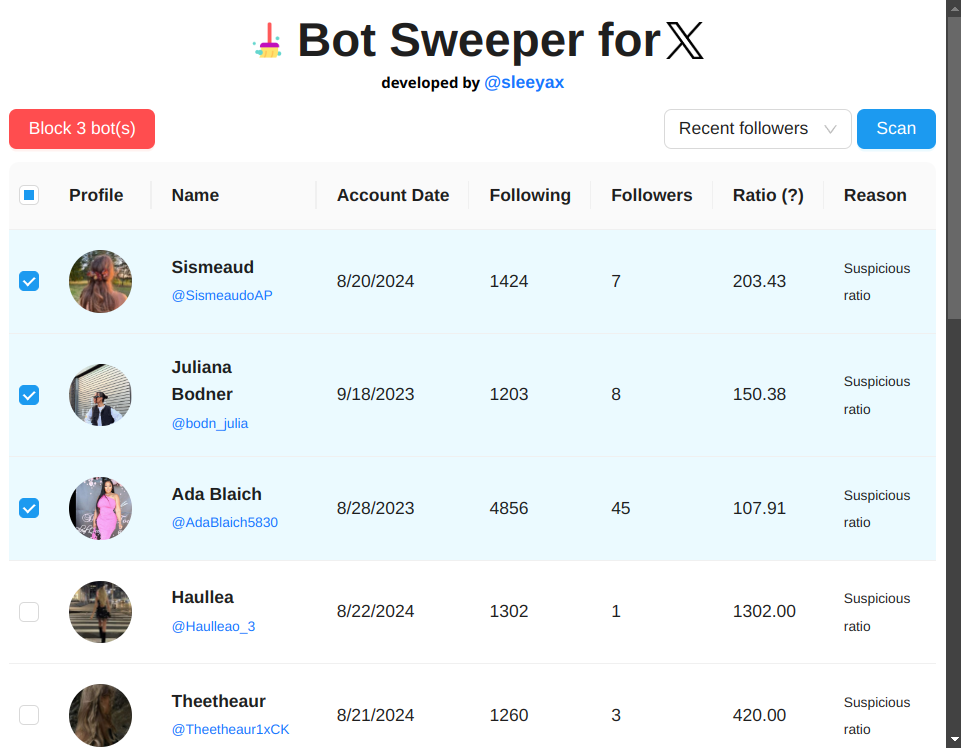 Bot Sweeper for X
developed by @sleeyax
Block 3 bot(s)
Recent followers
Scan
Profile Name Account Date Following Followers Ratio (?) Reason
Sismeaud
@SismeaudoAP
8/20/2024 1424 7 203.43
Suspicious
ratio
Juliana
Bodner
@bodn_julia
9/18/2023 1203 8 150.38
Suspicious
ratio
Ada Blaich
@AdaBlaich5830
8/28/2023 4856 45 107.91
Suspicious
ratio
Haullea
@Haulleao_3
8/22/2024 1302 1 1302.00
Suspicious
ratio
Theetheaur
@Theetheaur1xCK
8/21/2024 1260 3 420.00
Suspicious
ratio